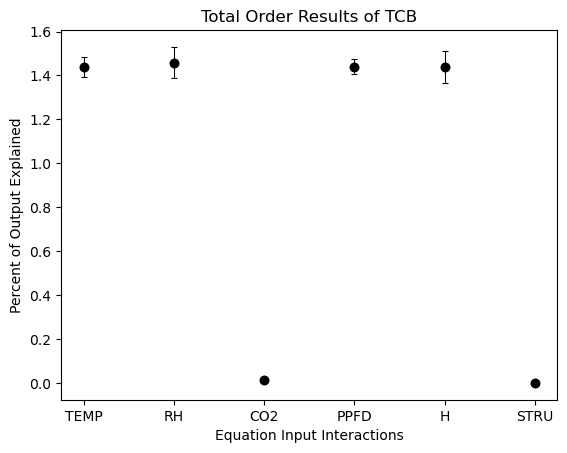 Total Order Results of TCB
Percent of Output Explained
1.6
1.4
1.2
1.0
0.8
0.6
0.4
0.2
0.0
TEMP RH CO2 PPFD H STRU
Equation Input Interactions